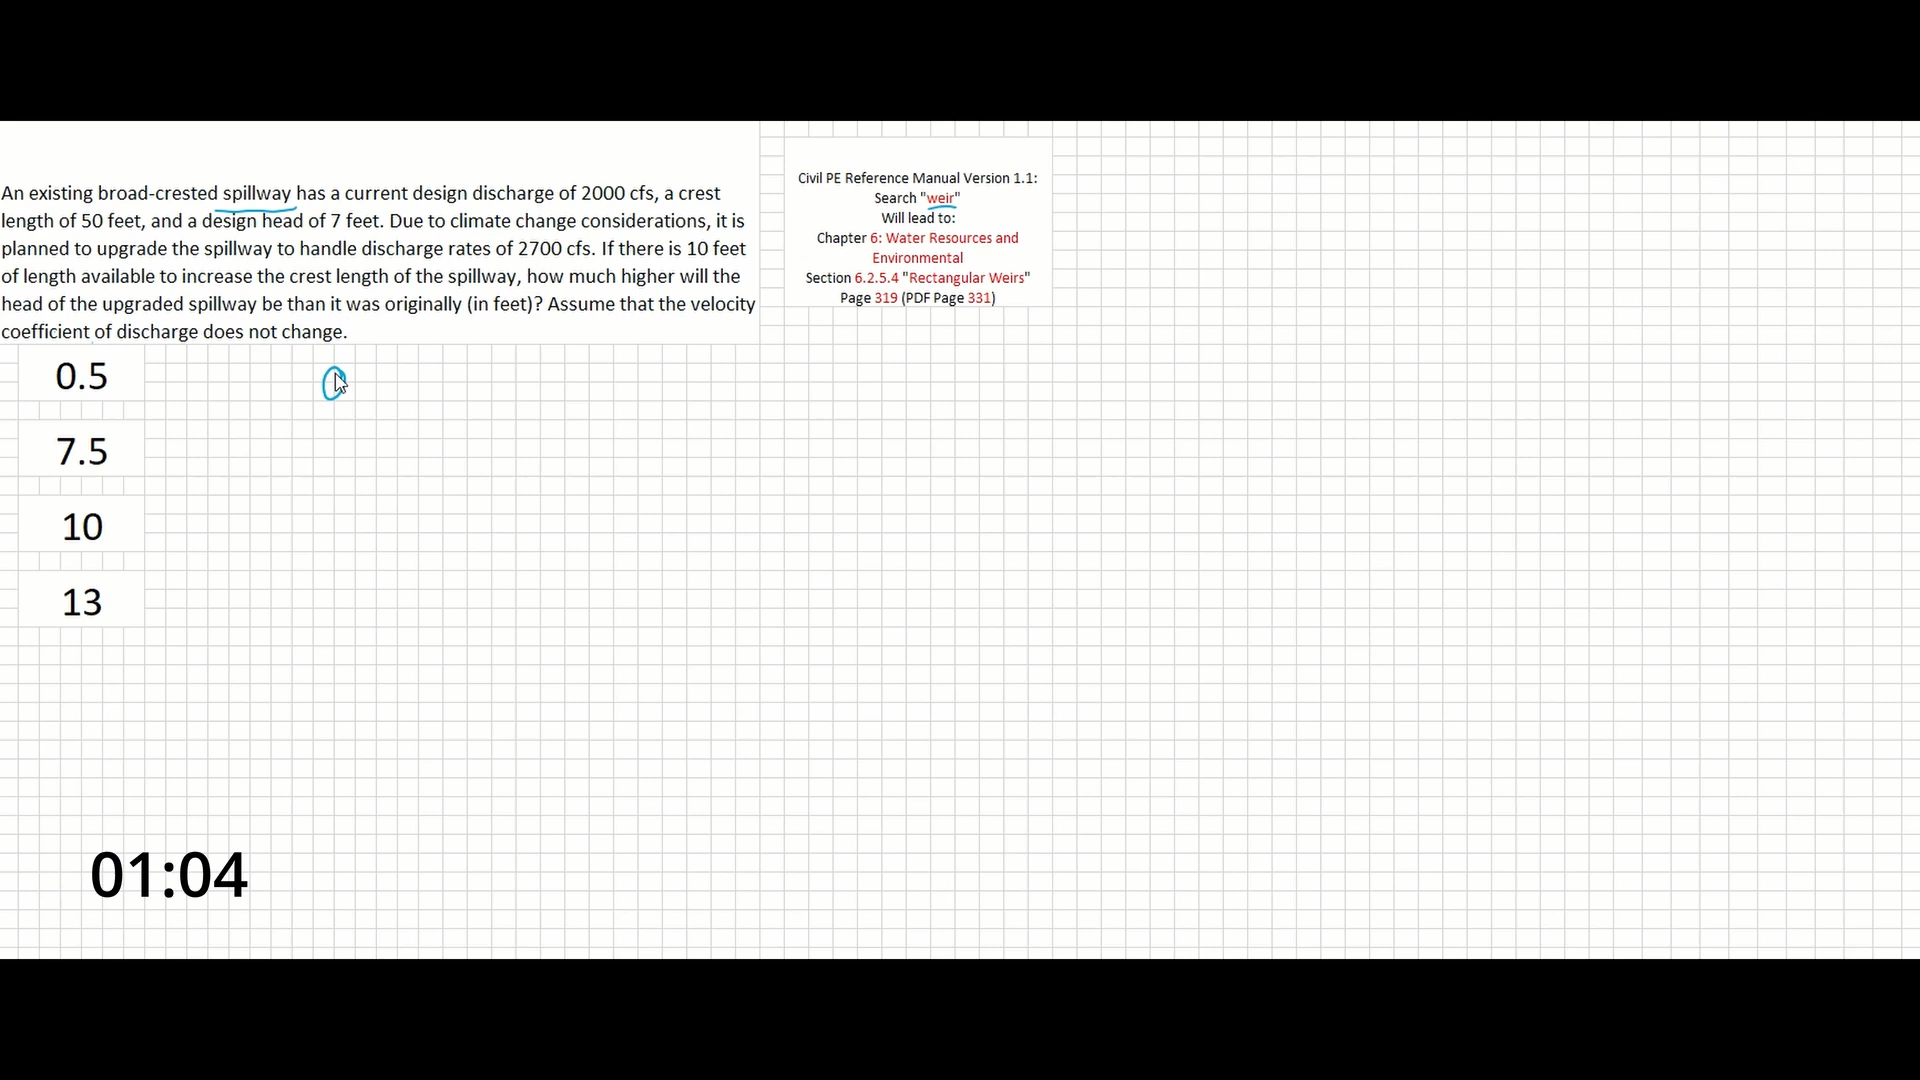 An existing broad-crested spillway has a current design discharge of 2000 cfs, a crest
length of 50 feet, and a design head of 7 feet. Due to climate change considerations, it is
planned to upgrade the spillway to handle discharge rates of 2700 cfs. If there is 10 feet
of length available to increase the crest length of the spillway, how much higher will the
head of the upgraded spillway be than it was originally (in feet)? Assume that the velocity
coefficient of discharge does not change.
Civil PE Reference Manual Version 1.1:
Search "weir"
Will lead to:
Chapter 6: Water Resources and
Environmental
Section 6.2.5.4 "Rectangular Weirs"
Page 319 (PDF Page 331)
0.5
7.5
10
13
01:04